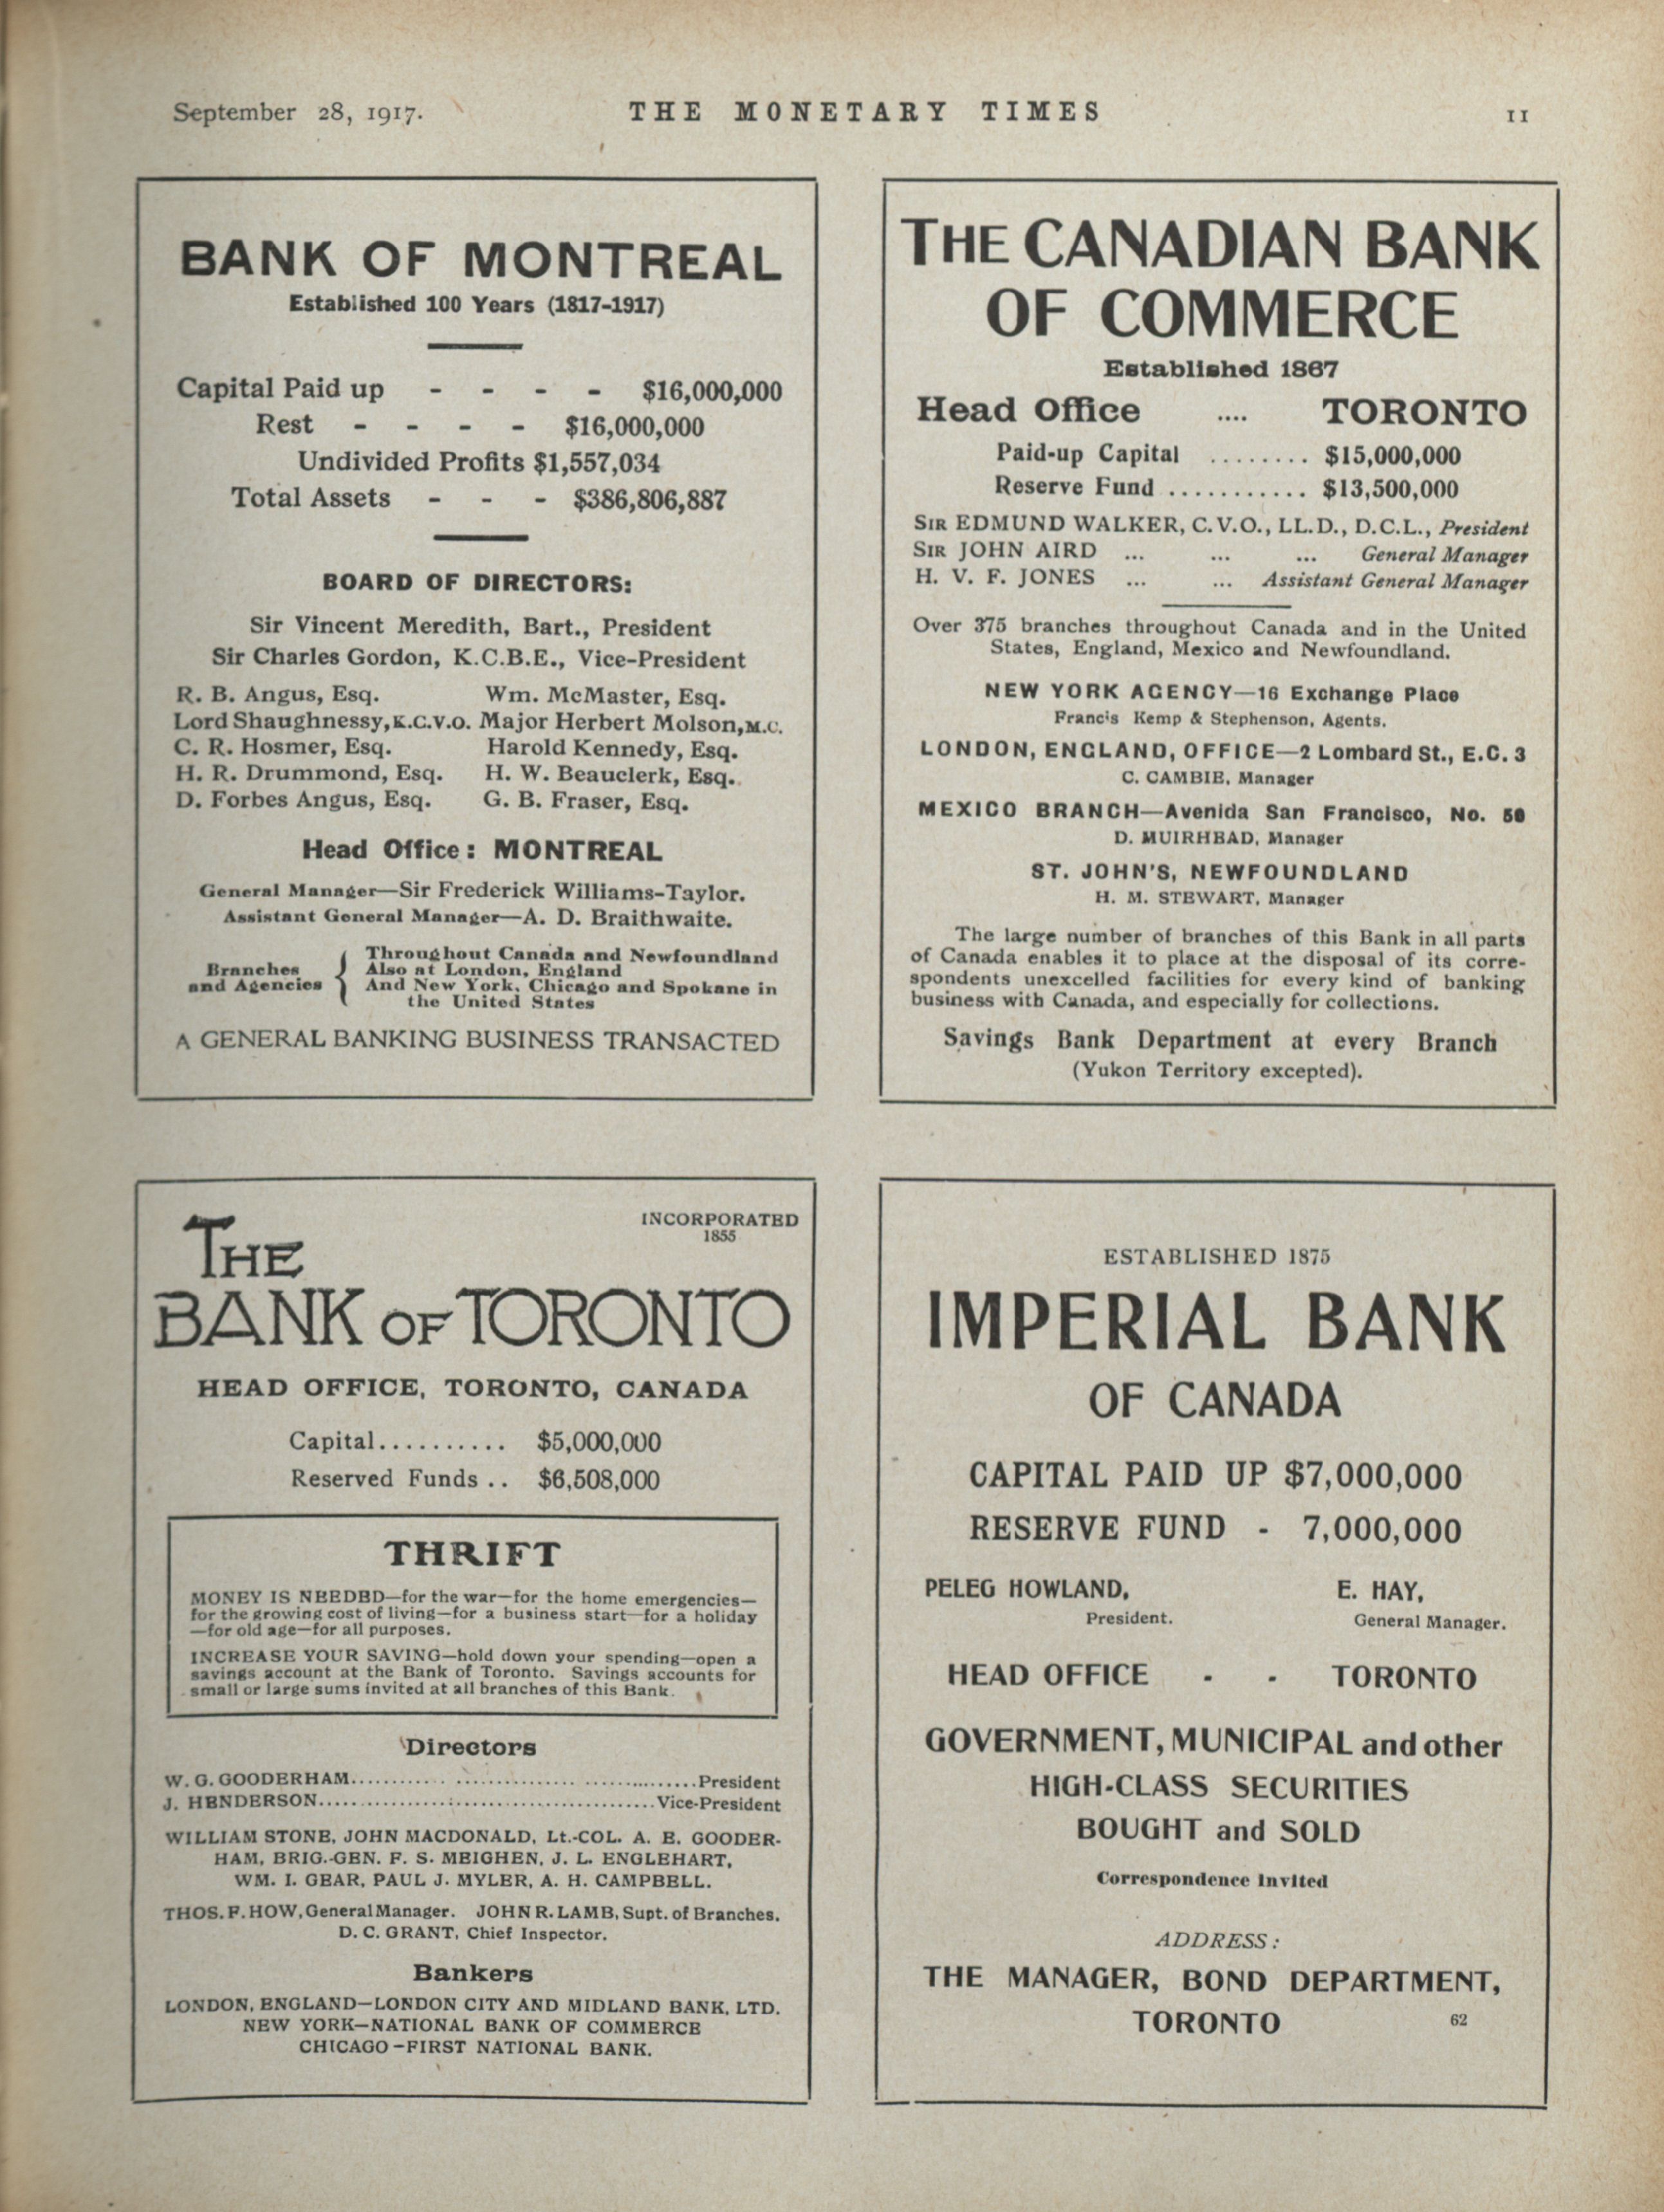 September 28, 1917.
THE MONETARY TIMES
11
BANK OF MONTREAL
Established 100 Years (1817-1917)
Capital Paid up - - - - $16,000,000
Rest - - - - $16,000,000
Undivided Profits $1,557,034
Total Assets - - - $386,806,887
BOARD OF DIRECTORS:
Sir Vincent Meredith, Bart., President
Sir Charles Gordon, K.C.B.E., Vice-President
R. B. Angus, Esq. Wm. McMaster, Esq.
Lord Shaughnessy, K.C.V.O. Major Herbert Molson, M.C.
C. R. Hosmer, Esq. Harold Kennedy, Esq.
H. R. Drummond, Esq. H. W. Beauclerk, Esq.
D. Forbes Angus, Esq. G. B. Fraser, Esq.
Head Office: MONTREAL
General Manager—Sir Frederick Williams-Taylor.
Assistant General Manager—A. D. Braithwaite.
Branches and Agencies
Throughout Canada and Newfoundland
Also at London, England
And New York, Chicago and Spokane in
the United States
A GENERAL BANKING BUSINESS TRANSACTED
THE CANADIAN BANK
OF COMMERCE
Established 1867
Head Office .... TORONTO
Paid-up Capital ........ $15,000,000
Reserve Fund ........... $13,500,000
SIR EDMUND WALKER, C.V.O., LL.D., D.C.L., President
SIR JOHN AIRD ... ... ... General Manager
H. V. F. JONES ... ... Assistant General Manager
Over 375 branches throughout Canada and in the United
States, England, Mexico and Newfoundland.
NEW YORK AGENCY—16 Exchange Place
Francis Kemp & Stephenson, Agents.
LONDON, ENGLAND, OFFICE—2 Lombard St., E.C. 3
C. CAMBIE, Manager
MEXICO BRANCH—Avenida San Francisco, No. 50
D. MUIRHEAD, Manager
ST. JOHN'S, NEWFOUNDLAND
H. M. STEWART, Manager
The large number of branches of this Bank in all parts
of Canada enables it to place at the disposal of its corre-
spondents unexcelled facilities for every kind of banking
business with Canada, and especially for collections.
Savings Bank Department at every Branch
(Yukon Territory excepted).
INCORPORATED
1855
THE
BANK OF TORONTO
HEAD OFFICE, TORONTO, CANADA
Capital.......... $5,000,000
Reserved Funds .. $6,508,000
THRIFT
MONEY IS NEEDED—for the war—for the home emergencies—
for the growing cost of living—for a business start—for a holiday
—for old age—for all purposes.
INCREASE YOUR SAVING—hold down your spending—open a
savings account at the Bank of Toronto. Savings accounts for
small or large sums invited at all branches of this Bank.
Directors
W. G. GOODERHAM........................................President
J. HENDERSON........................................Vice-President
WILLIAM STONE, JOHN MACDONALD, Lt.-COL. A. E. GOODER-
HAM, BRIG.-GEN. F. S. MEIGHEN, J. L. ENGLEHART,
WM. I. GEAR, PAUL J. MYLER, A. H. CAMPBELL.
THOS. F. HOW, General Manager. JOHN R. LAMB, Supt. of Branches.
D. C. GRANT, Chief Inspector.
Bankers
LONDON, ENGLAND—LONDON CITY AND MIDLAND BANK, LTD.
NEW YORK—NATIONAL BANK OF COMMERCE
CHICAGO—FIRST NATIONAL BANK.
ESTABLISHED 1875
IMPERIAL BANK
OF CANADA
CAPITAL PAID UP $7,000,000
RESERVE FUND - 7,000,000
PELEG HOWLAND, E. HAY,
President. General Manager.
HEAD OFFICE - - TORONTO
GOVERNMENT, MUNICIPAL and other
HIGH-CLASS SECURITIES
BOUGHT and SOLD
Correspondence Invited
ADDRESS:
THE MANAGER, BOND DEPARTMENT,
TORONTO 62